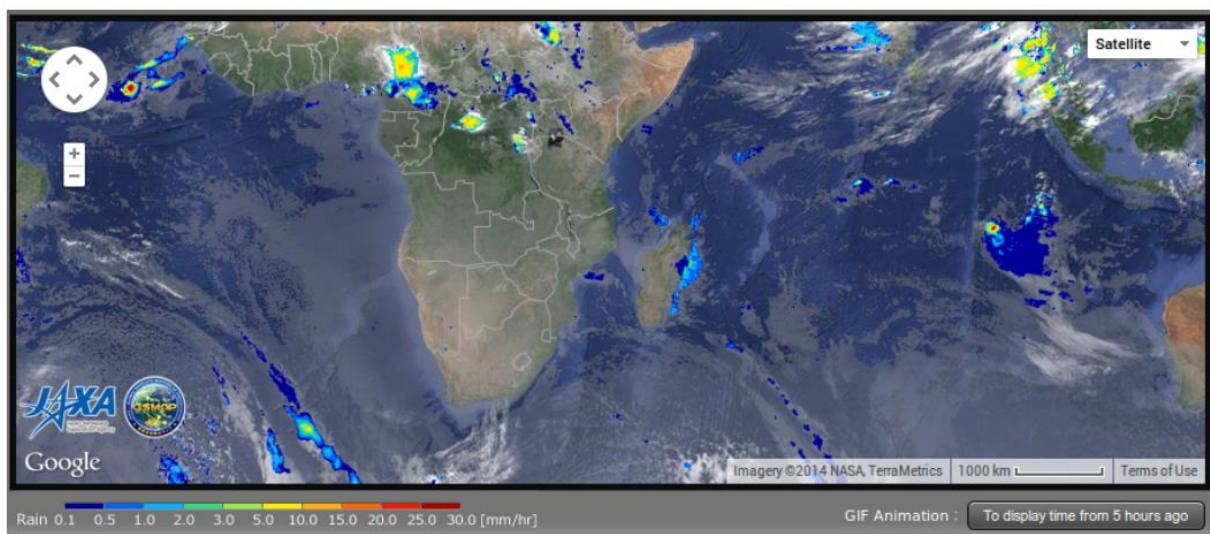 Satellite
+
−
JAXA
GSMaP
Google
Imagery ©2014 NASA, TerraMetrics
1000 km
Terms of Use
Rain 0.1 0.5 1.0 2.0 3.0 5.0 10.0 15.0 20.0 25.0 30.0 [mm/hr]
GIF Animation :
To display time from 5 hours ago